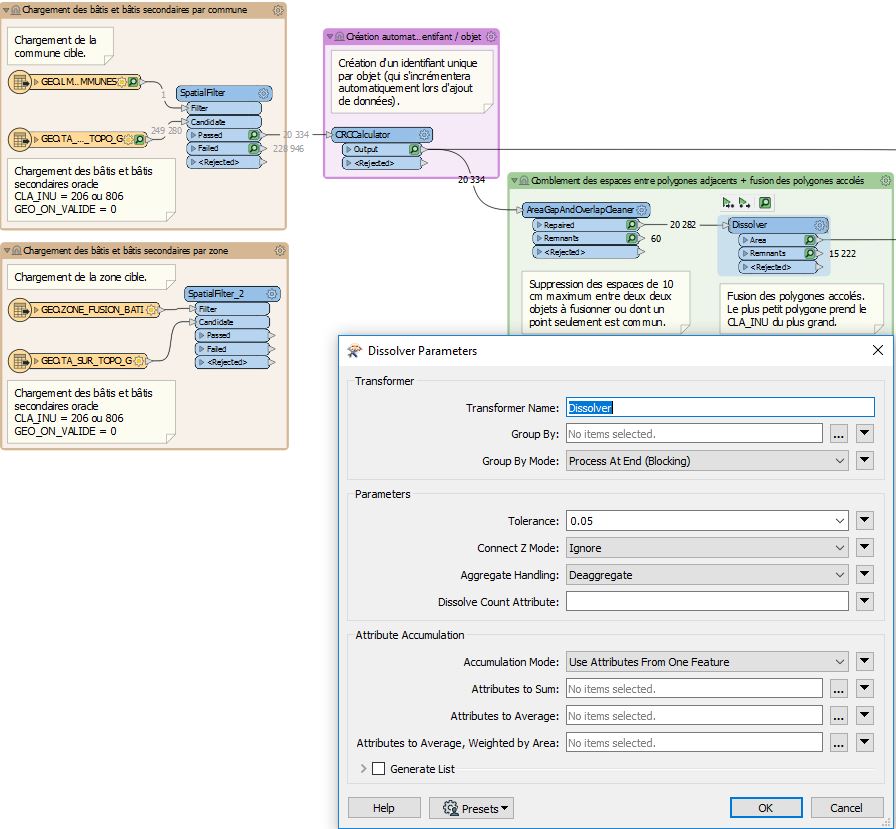 Chargement des bâtis et bâtis secondaires par commune
Chargement de la
commune cible.
GEO.LM...MMUNES
1
SpatialFilter
Filter
Candidate
Passed
Failed
<Rejected>
GEO.TA_..._TOPO_G
249 280
20 334
228 946
Chargement des bâtis et bâtis
secondaires oracle
CLA_INU = 206 ou 806
GEO_ON_VALIDE = 0
Création automat...entifant / objet
Création d'un identifiant unique
par objet (qui s'incrémentera
automatiquement lors d'ajout
de données).
CRCCalculator
Output
<Rejected>
20 334
Comblement des espaces entre polygones adjacents + fusion des polygones accolés
AreaGapAndOverlapCleaner
Repaired
Remnants
<Rejected>
20 282
60
Dissolver
Area
Remnants
<Rejected>
15 222
Suppression des espaces de 10
cm maximum entre deux deux
objets à fusionner ou dont un
point seulement est commun.
Fusion des polygones accolés.
Le plus petit polygone prend le
CLA_INU du plus grand.
Chargement des bâtis et bâtis secondaires par zone
Chargement de la zone cible.
GEO.ZONE_FUSION_BATI
SpatialFilter_2
Filter
Candidate
Passed
Failed
<Rejected>
GEO.TA_SUR_TOPO_G
Chargement des bâtis et bâtis
secondaires oracle
CLA_INU = 206 ou 806
GEO_ON_VALIDE = 0
Dissolver Parameters
Transformer
Transformer Name: Dissolver
Group By: No items selected. ...
Group By Mode: Process At End (Blocking)
Parameters
Tolerance: 0.05
Connect Z Mode: Ignore
Aggregate Handling: Deaggregate
Dissolve Count Attribute:
Attribute Accumulation
Accumulation Mode: Use Attributes From One Feature
Attributes to Sum: No items selected. ...
Attributes to Average: No items selected. ...
Attributes to Average, Weighted by Area: No items selected. ...
Generate List
Help
Presets
OK
Cancel